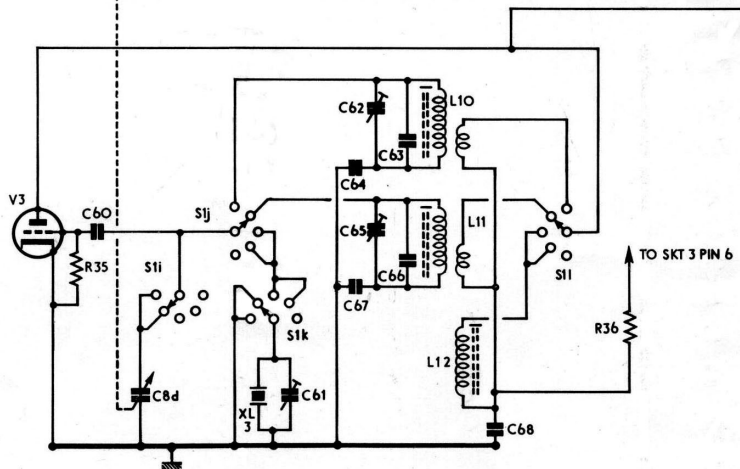 C62
L10
C63
C64
V3
C60
S1j
C65
L11
R35
S1i
C66
C67
S1l
TO SKT 3 PIN 6
S1k
R36
L12
C8d
XL
3
C61
C68